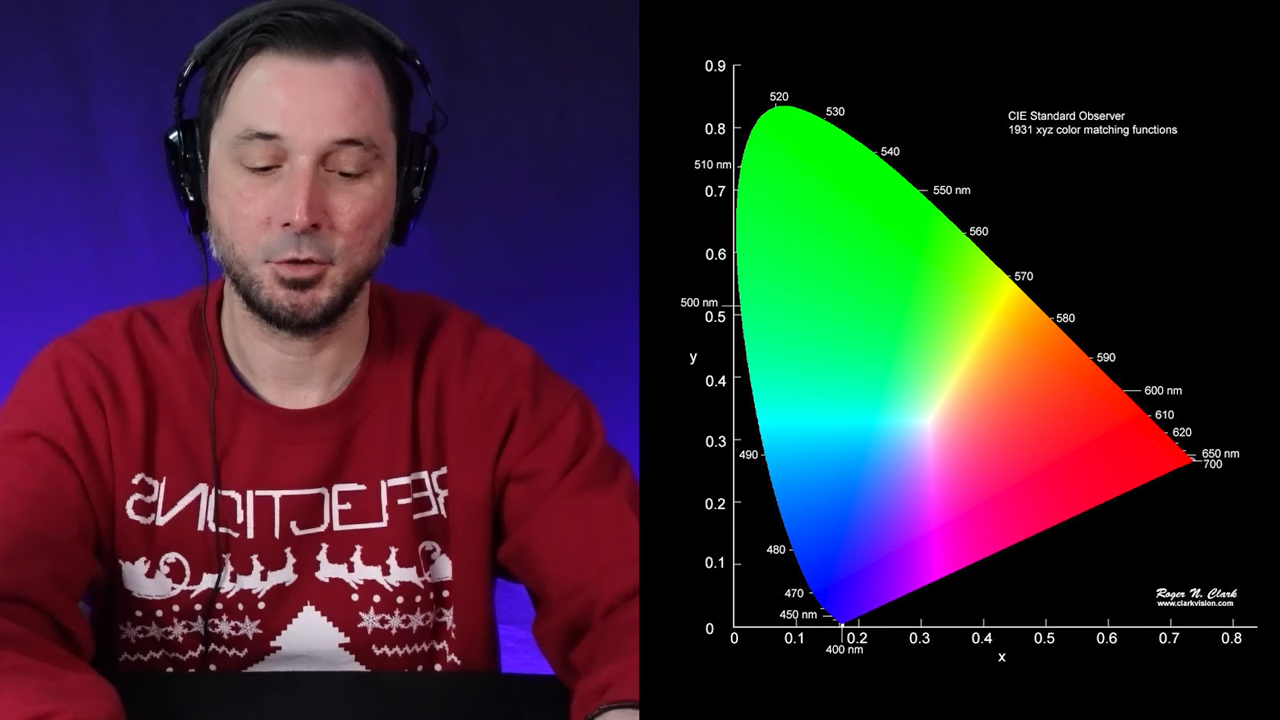 REFLECTIONS
0.9
0.8
0.7
0.6
0.5
0.4
0.3
0.2
0.1
0
y
0 0.1 0.2 0.3 0.4 0.5 0.6 0.7 0.8
x
520
530
540
510 nm
550 nm
560
570
500 nm
580
590
600 nm
610
620
490
650 nm
700
480
470
450 nm
400 nm
CIE Standard Observer
1931 xyz color matching functions
Roger N. Clark
www.clarkvision.com